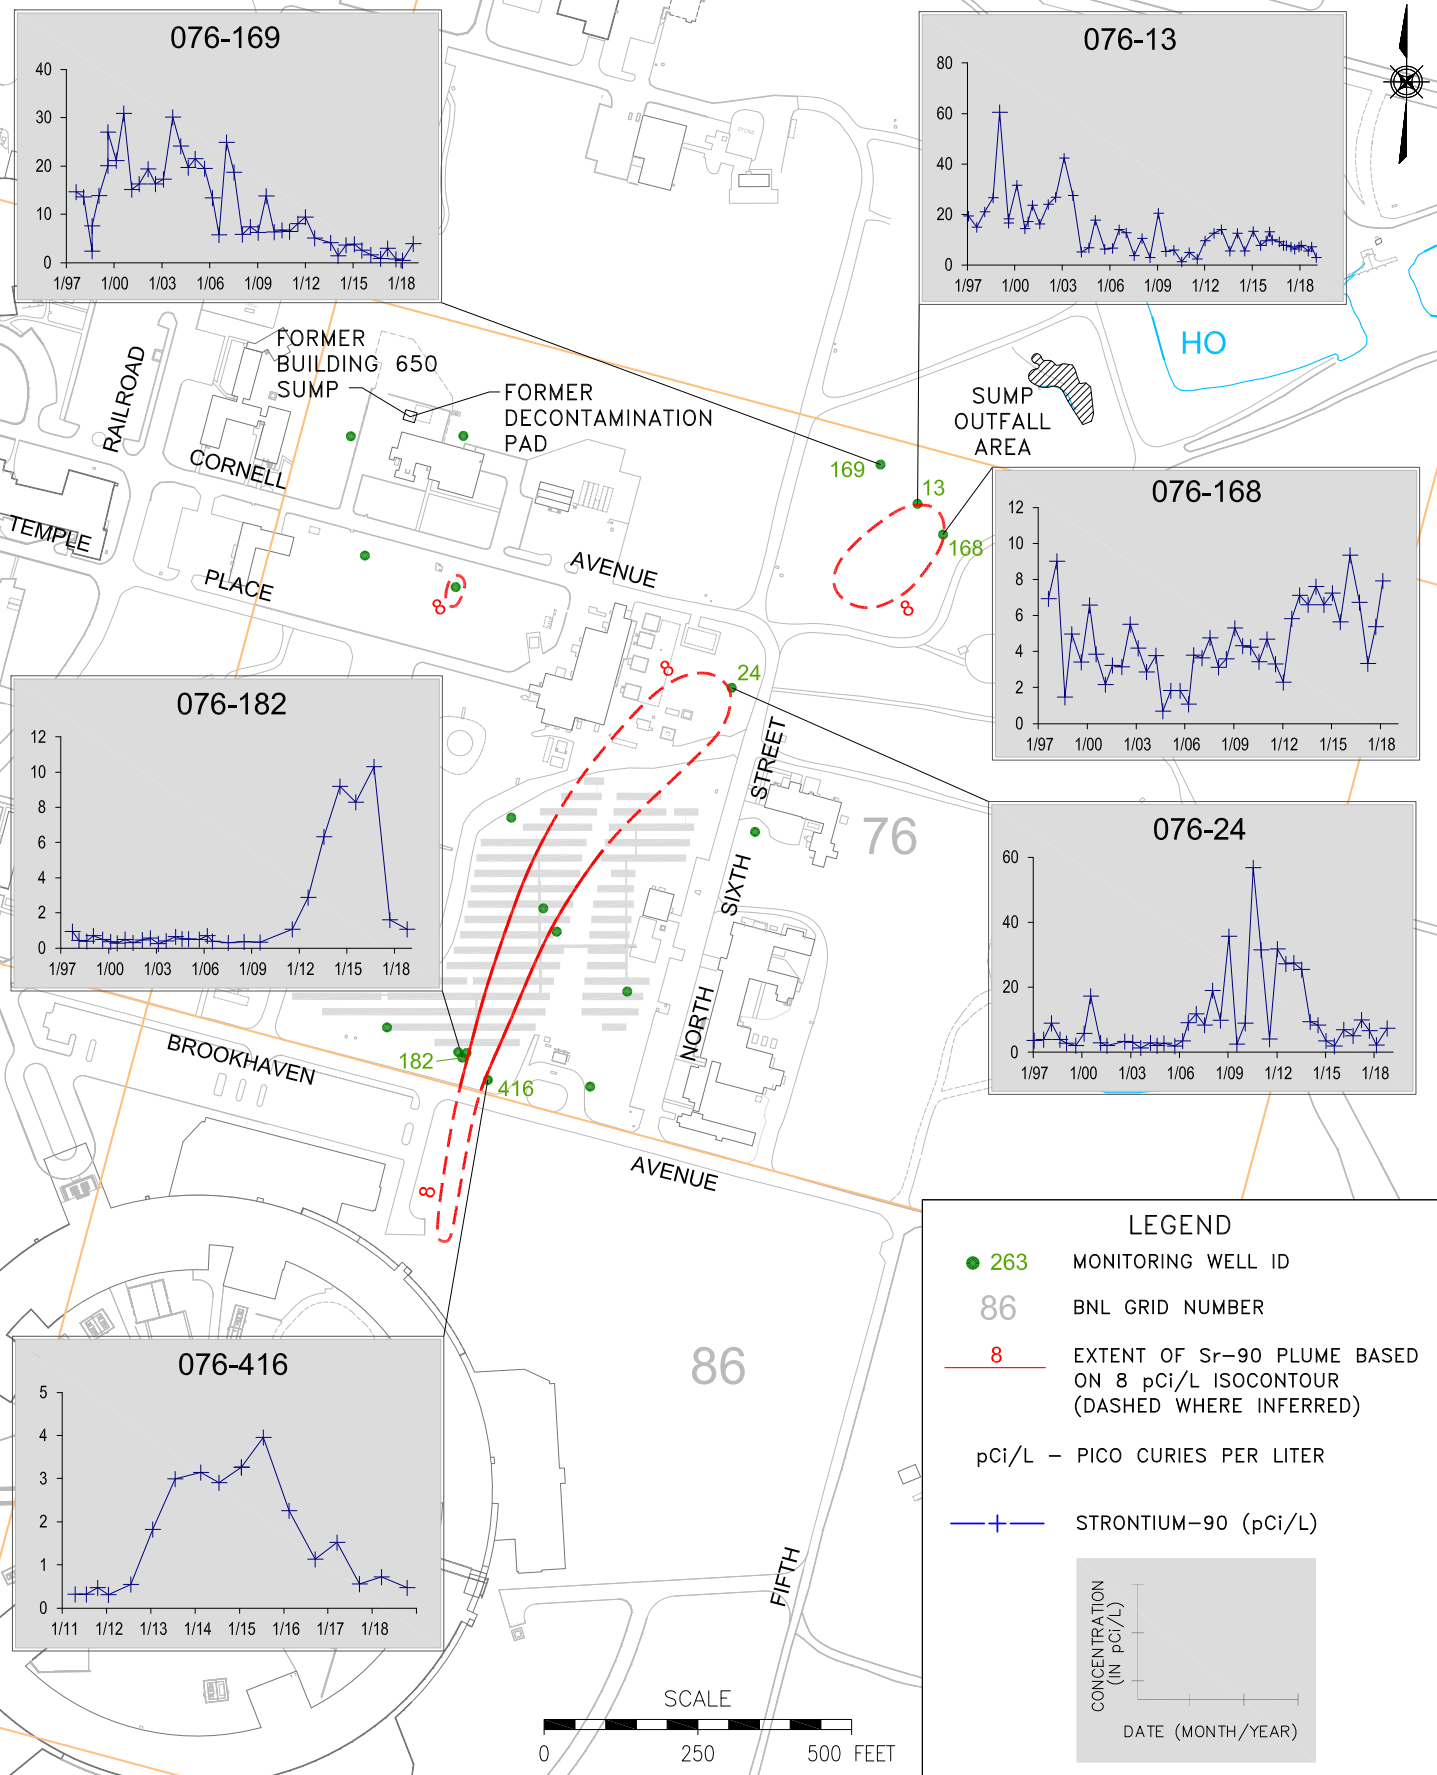 076-169
40
30
20
10
0
1/97 1/00 1/03 1/06 1/09 1/12 1/15 1/18
076-13
80
60
40
20
0
1/97 1/00 1/03 1/06 1/09 1/12 1/15 1/18
STONE
HO
FORMER
BUILDING 650
SUMP
FORMER
DECONTAMINATION
PAD
SUMP
OUTFALL
AREA
RAILROAD
CORNELL
AVENUE
TEMPLE
PLACE
169
13
168
8
8
8
24
076-168
12
10
8
6
4
2
0
1/97 1/00 1/03 1/06 1/09 1/12 1/15 1/18
076-182
12
10
8
6
4
2
0
1/97 1/00 1/03 1/06 1/09 1/12 1/15 1/18
NORTH SIXTH STREET
76
076-24
60
40
20
0
1/97 1/00 1/03 1/06 1/09 1/12 1/15 1/18
182
416
BROOKHAVEN
AVENUE
8
86
FIFTH
076-416
5
4
3
2
1
0
1/11 1/12 1/13 1/14 1/15 1/16 1/17 1/18
SCALE
0 250 500 FEET
LEGEND
263 MONITORING WELL ID
86 BNL GRID NUMBER
8 EXTENT OF Sr-90 PLUME BASED
ON 8 pCi/L ISOCONTOUR
(DASHED WHERE INFERRED)
pCi/L - PICO CURIES PER LITER
STRONTIUM-90 (pCi/L)
CONCENTRATION
(IN pCi/L)
DATE (MONTH/YEAR)